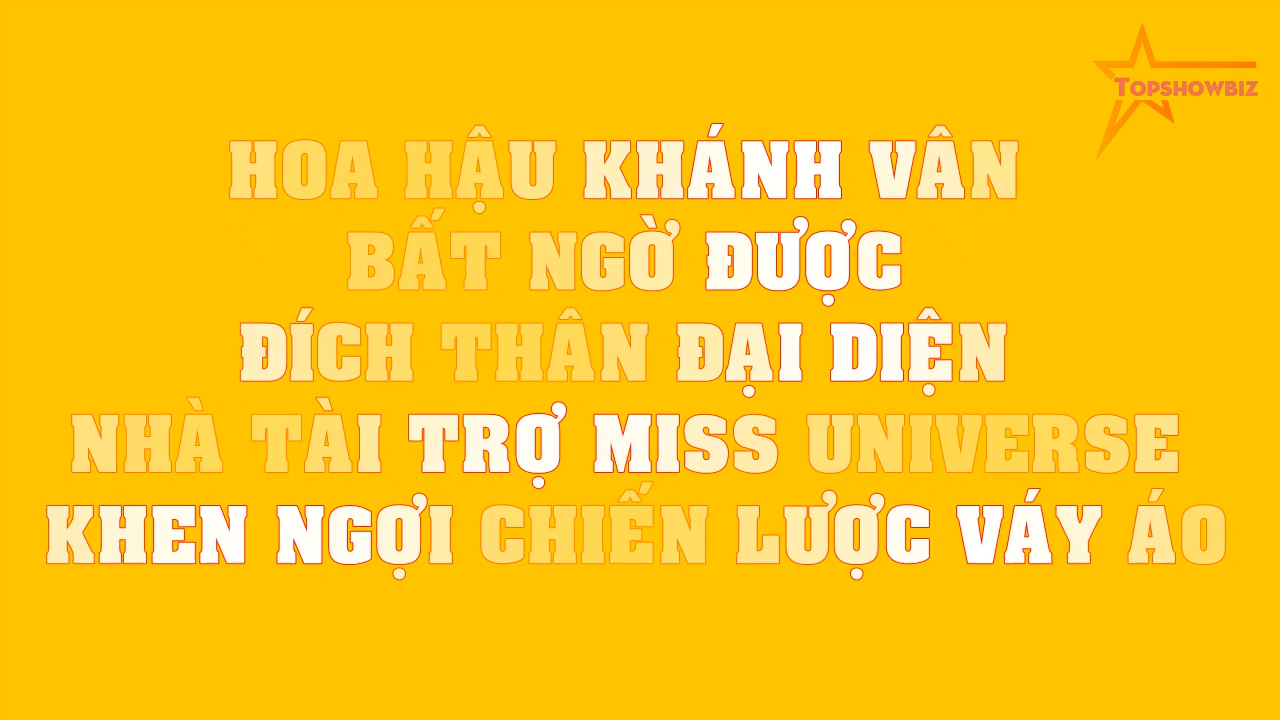 TOPSHOWBIZ
HOA HẬU KHÁNH VÂN
BẤT NGỜ ĐƯỢC
ĐÍCH THÂN ĐẠI DIỆN
NHÀ TÀI TRỢ MISS UNIVERSE
KHEN NGỢI CHIẾN LƯỢC VÁY ÁO